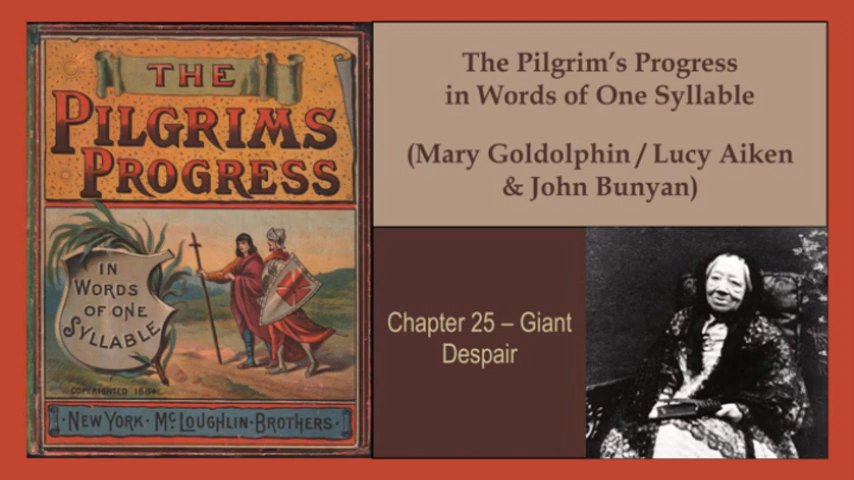 THE
PILGRIMS
PROGRESS
IN
WORDS
OF ONE
SYLLABLE
COPYRIGHTED 188
NEW YORK · McLOUGHLIN · BROTHERS ·
The Pilgrim’s Progress
in Words of One Syllable
(Mary Goldolphin / Lucy Aiken
& John Bunyan)
Chapter 25 – Giant
Despair